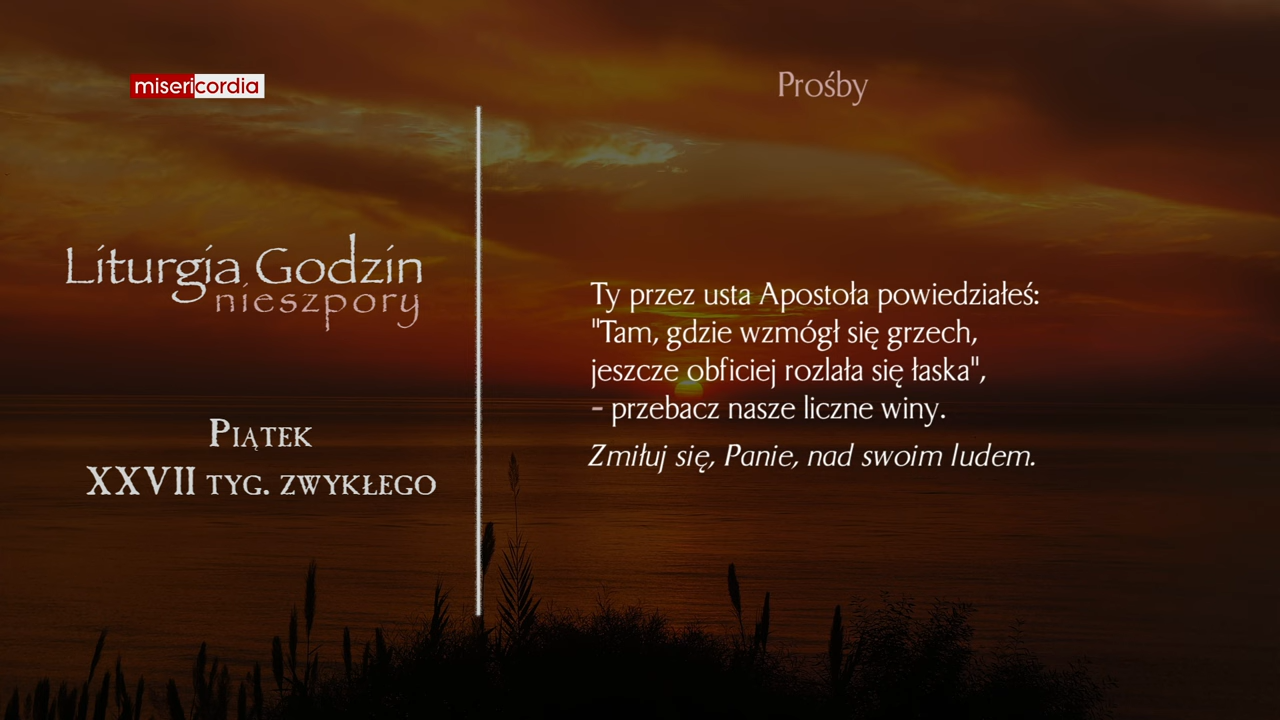 misericordia
Prośby
Liturgia Godzin
nieszpory
Piątek
XXVII tyg. zwykłego
Ty przez usta Apostoła powiedziałeś:
"Tam, gdzie wzmógł się grzech,
jeszcze obficiej rozlała się łaska",
- przebacz nasze liczne winy.
Zmiłuj się, Panie, nad swoim ludem.